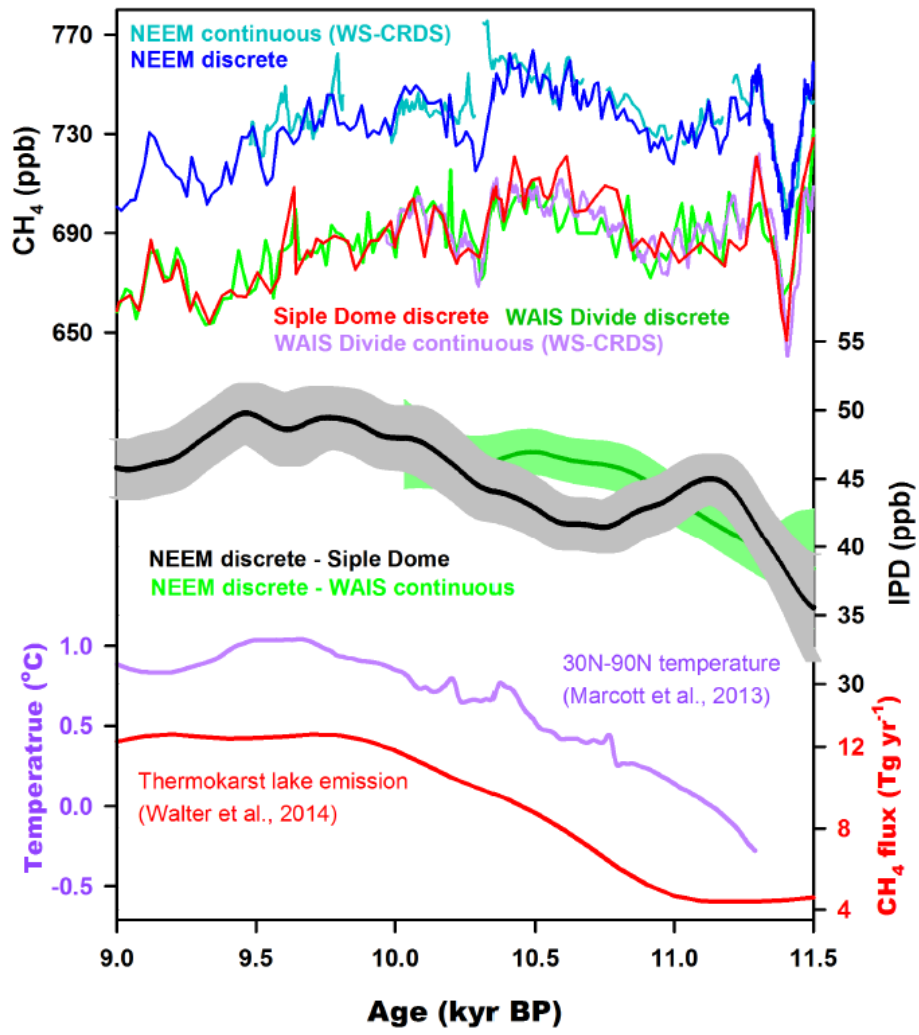 NEEM continuous (WS-CRDS)
NEEM discrete
770
730
690
650
CH4 (ppb)
Siple Dome discrete
WAIS Divide discrete
WAIS Divide continuous (WS-CRDS)
55
50
45
40
35
30
IPD (ppb)
NEEM discrete - Siple Dome
NEEM discrete - WAIS continuous
1.0
0.5
0.0
-0.5
Temperatrue (°C)
30N-90N temperature
(Marcott et al., 2013)
Thermokarst lake emission
(Walter et al., 2014)
12
8
4
CH4 flux (Tg yr-1)
9.0 9.5 10.0 10.5 11.0 11.5
Age (kyr BP)